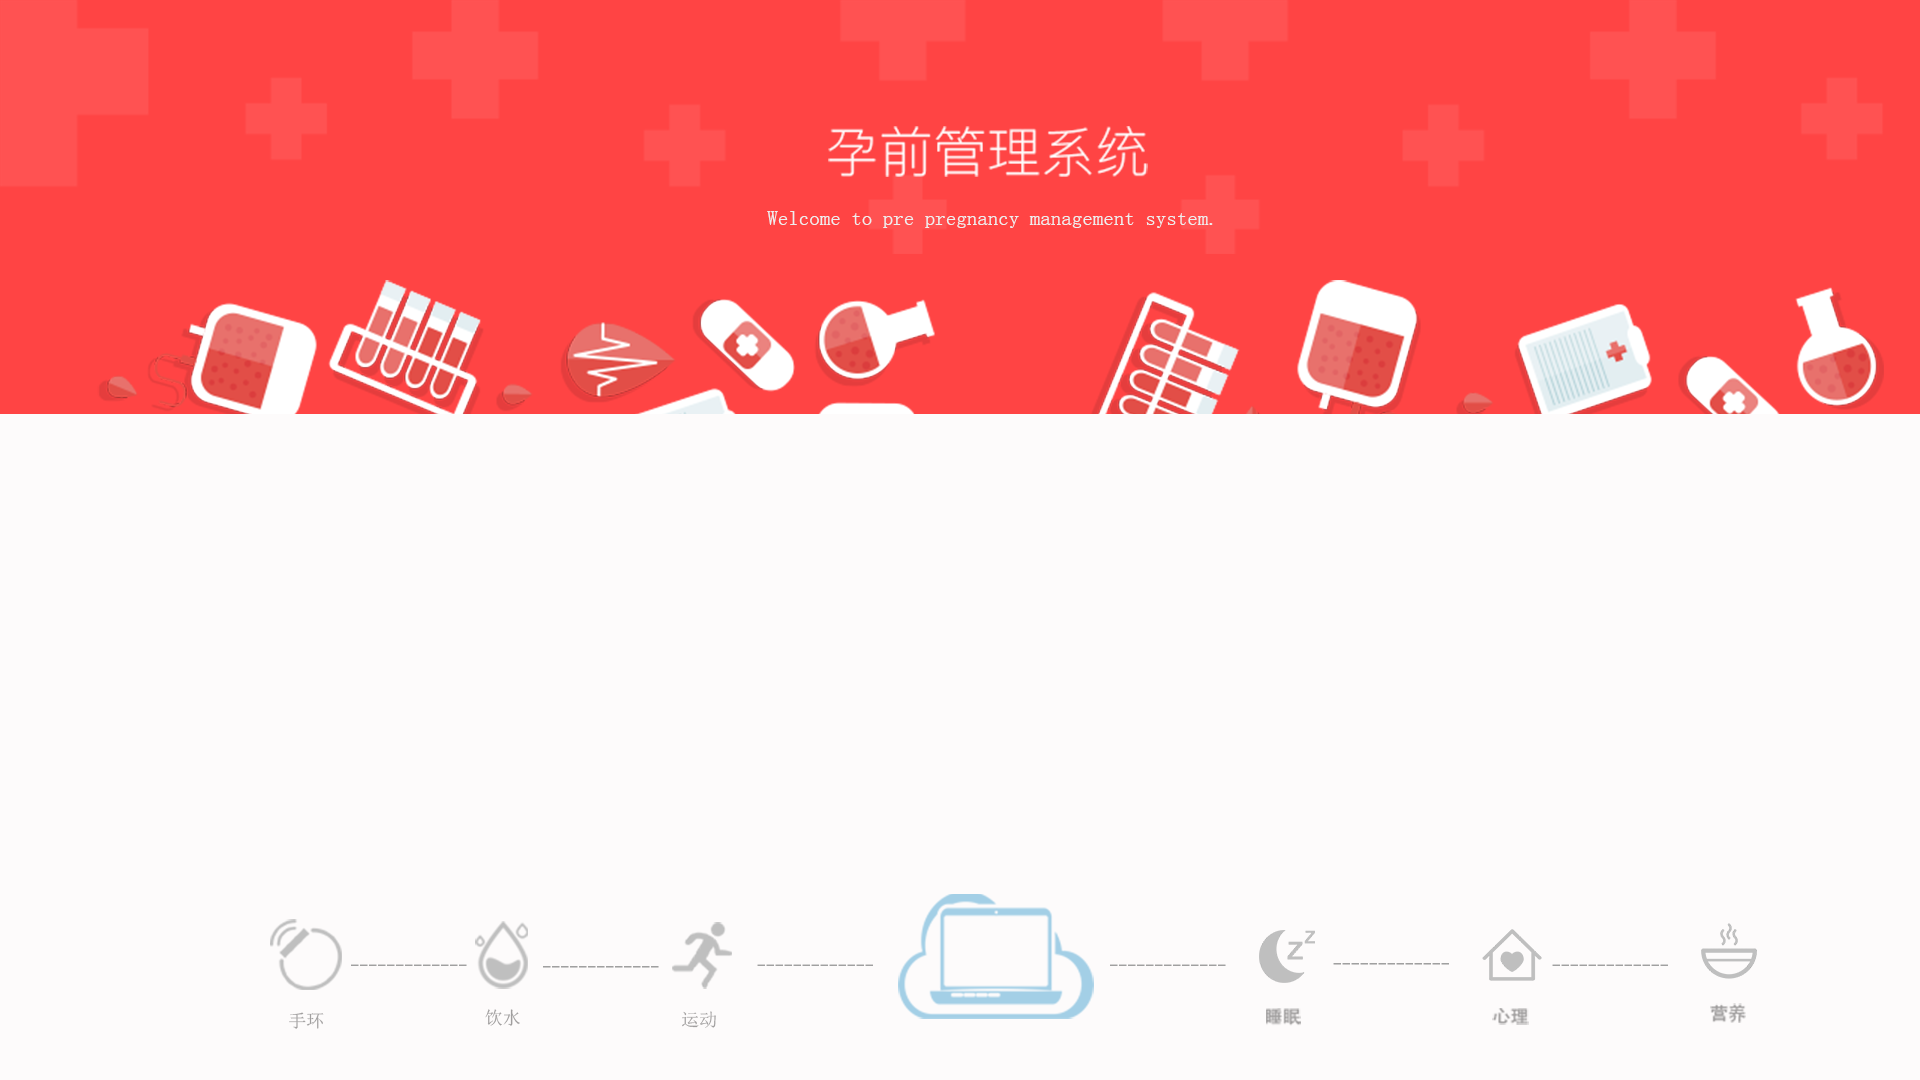 孕前管理系统
Welcome to pre pregnancy management system.
手环
饮水
运动
睡眠
心理
营养